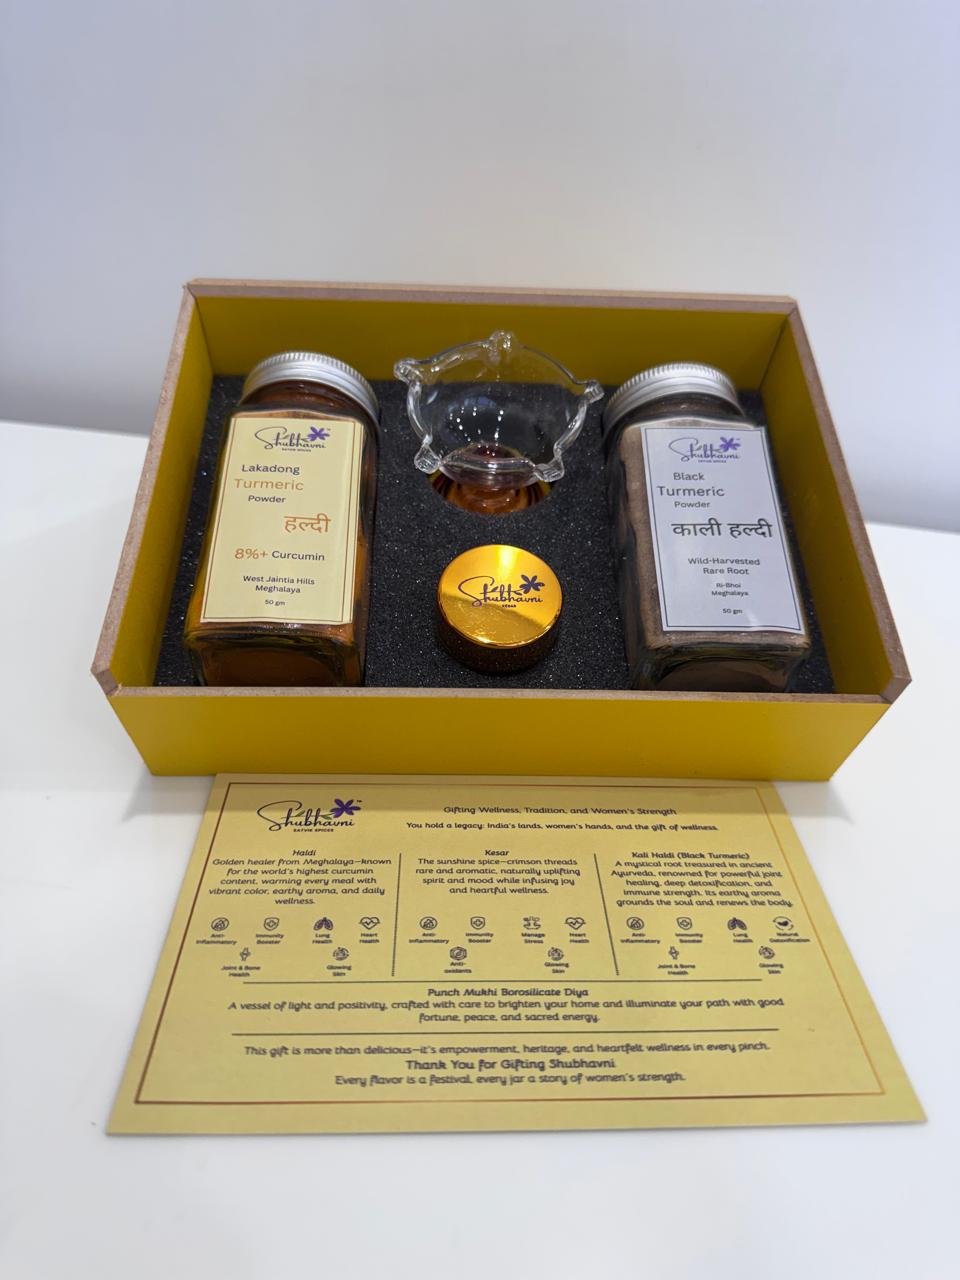 Shubhavni
SATVIK SPICES
Lakadong
Turmeric
Powder
हल्दी
8%+ Curcumin
West Jaintia Hills
Meghalaya
50 gm
Shubhavni
KESAR
Shubhavni
SATVIK SPICES
Black
Turmeric
Powder
काली हल्दी
Wild-Harvested
Rare Root
Ri-Bhoi
Meghalaya
50 gm
Shubhavni™
SATVIK SPICES
Gifting Wellness, Tradition, and Women's Strength
You hold a legacy: India's lands, women's hands, and the gift of wellness.
Haldi
Golden healer from Meghalaya—known
for the world's highest curcumin
content, warming every meal with
vibrant color, earthy aroma, and daily
wellness.
Anti-
Inflammatory
Immunity
Booster
Lung
Health
Heart
Health
Joint & Bone
Health
Glowing
Skin
Kesar
The sunshine spice—crimson threads
rare and aromatic, naturally uplifting
spirit and mood while infusing joy
and heartful wellness.
Anti-
Inflammatory
Immunity
Booster
Manage
Stress
Heart
Health
Anti-
oxidants
Glowing
Skin
Kali Haldi (Black Turmeric)
A mystical root treasured in ancient
Ayurveda, renowned for powerful joint
healing, deep detoxification, and
immune strength. Its earthy aroma
grounds the soul and renews the body.
Anti-
Inflammatory
Immunity
Booster
Lung
Health
Natural
Detoxification
Joint & Bone
Health
Glowing
Skin
Punch Mukhi Borosilicate Diya
A vessel of light and positivity, crafted with care to brighten your home and illuminate your path with good
fortune, peace, and sacred energy.
This gift is more than delicious—it's empowerment, heritage, and heartfelt wellness in every pinch.
Thank You for Gifting Shubhavni
Every flavor is a festival, every jar a story of women's strength.